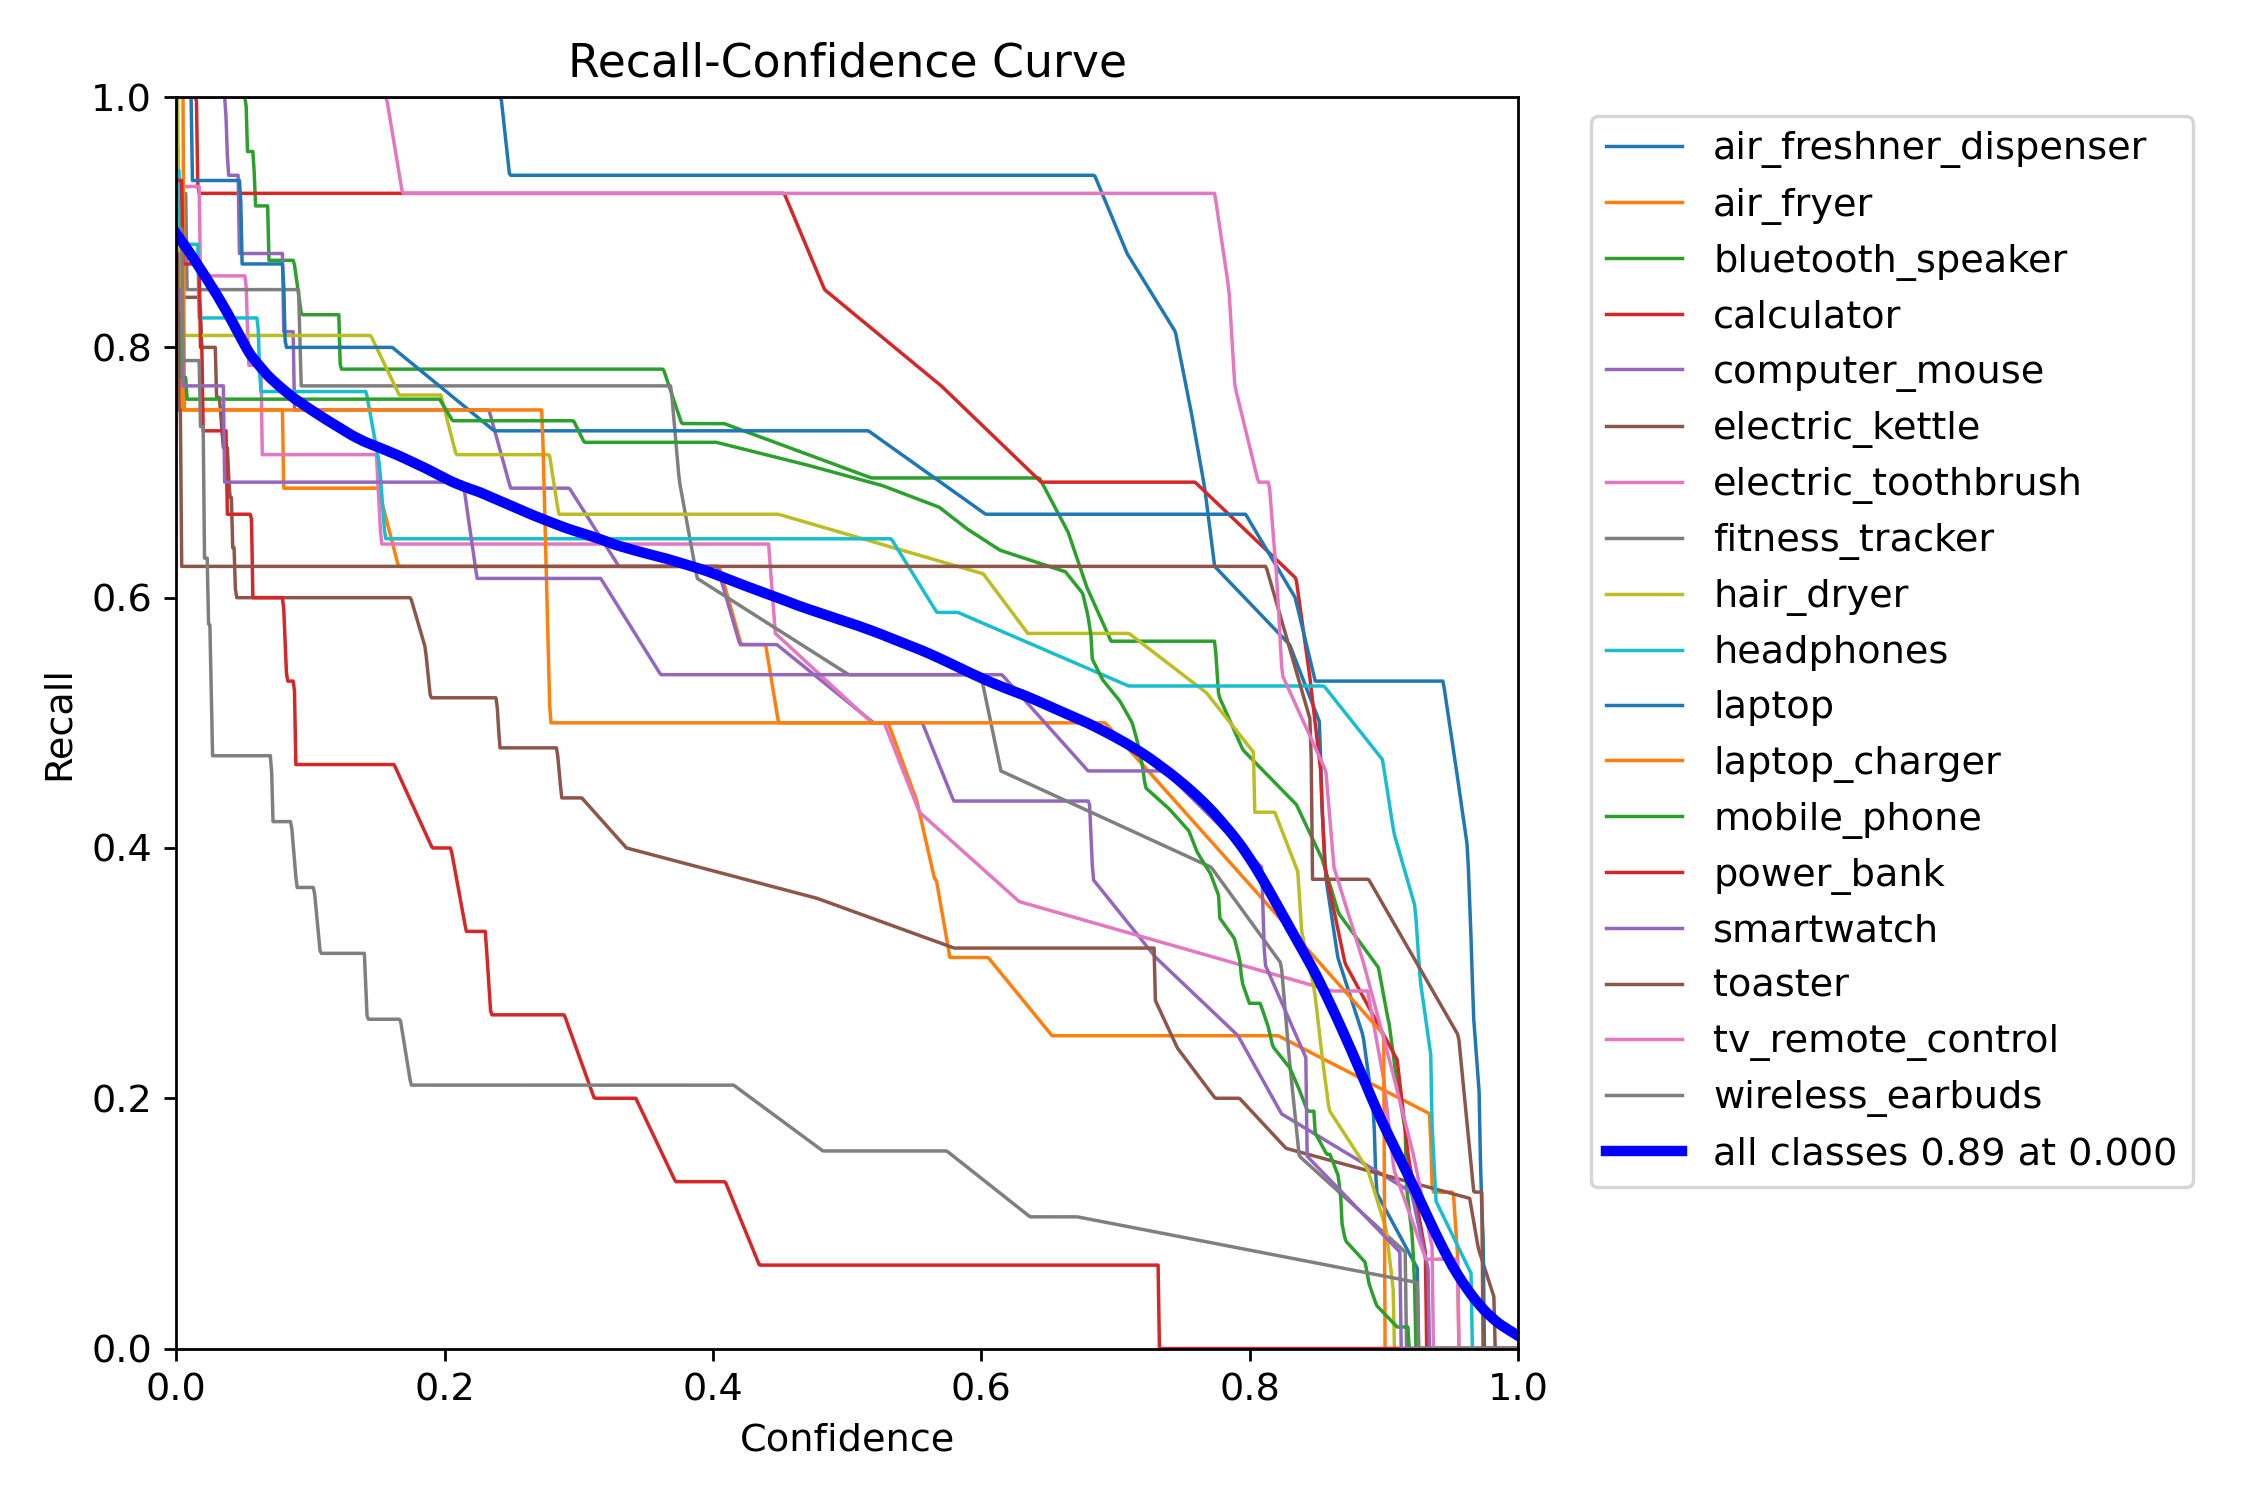 Recall-Confidence Curve
1.0
0.8
0.6
0.4
0.2
0.0
Recall
0.0 0.2 0.4 0.6 0.8 1.0
Confidence
air_freshner_dispenser
air_fryer
bluetooth_speaker
calculator
computer_mouse
electric_kettle
electric_toothbrush
fitness_tracker
hair_dryer
headphones
laptop
laptop_charger
mobile_phone
power_bank
smartwatch
toaster
tv_remote_control
wireless_earbuds
all classes 0.89 at 0.000